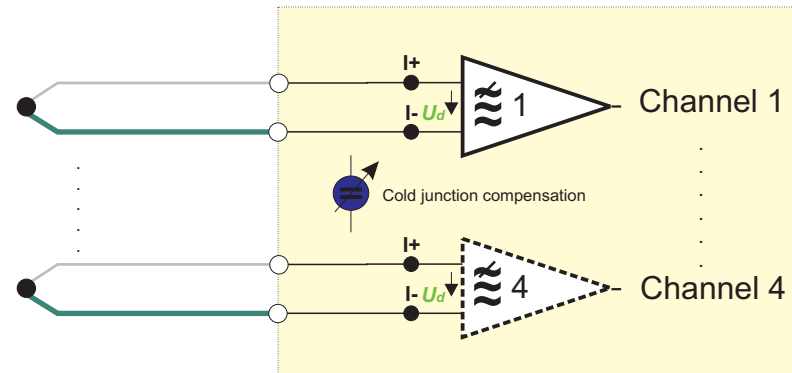 I+
I- Ud
1
Channel 1
Cold junction compensation
I+
I- Ud
4
Channel 4